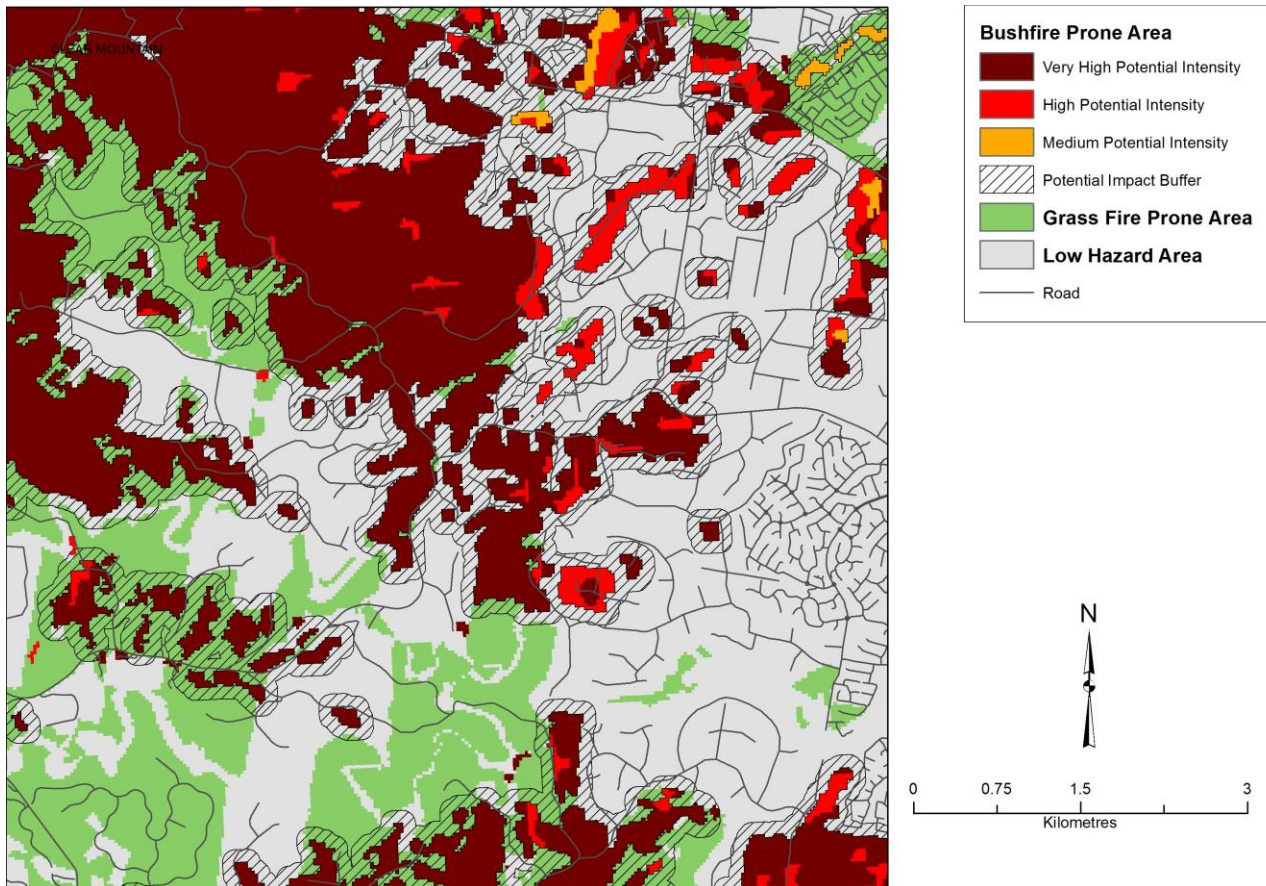 CLEAR MOUNTAIN
Bushfire Prone Area
Very High Potential Intensity
High Potential Intensity
Medium Potential Intensity
Potential Impact Buffer
Grass Fire Prone Area
Low Hazard Area
Road
N
0 0.75 1.5 3
Kilometres